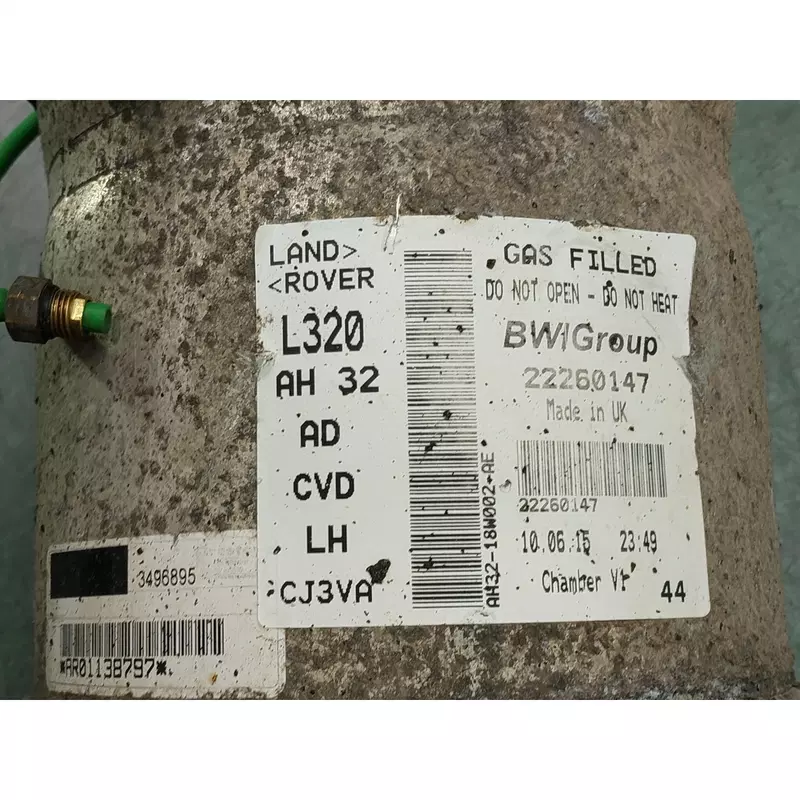 LAND>
<ROVER
L320
AH 32
AD
CVD
LH
CJ3VA
AH32-18W002-AE
GAS FILLED
DO NOT OPEN - DO NOT HEAT
BWIGroup
22260147
Made in UK
22260147
10.06.15 23:49
Chamber V1
44
3496895
*AR01138797*